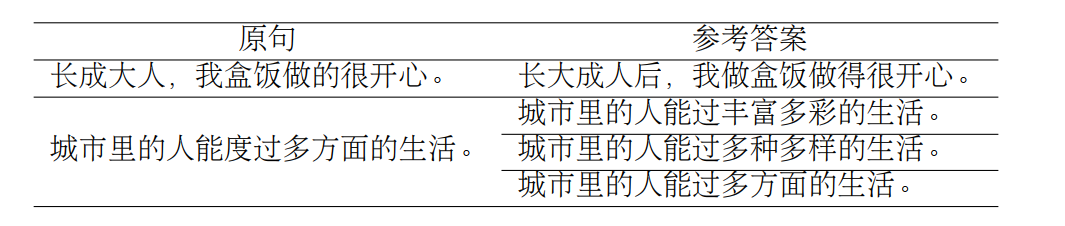 原句 参考答案
长成大人，我盒饭做的很开心。 长大成人后，我做盒饭做得很开心。
城市里的人能过丰富多彩的生活。
城市里的人能度过多方面的生活。 城市里的人能过多种多样的生活。
城市里的人能过多方面的生活。